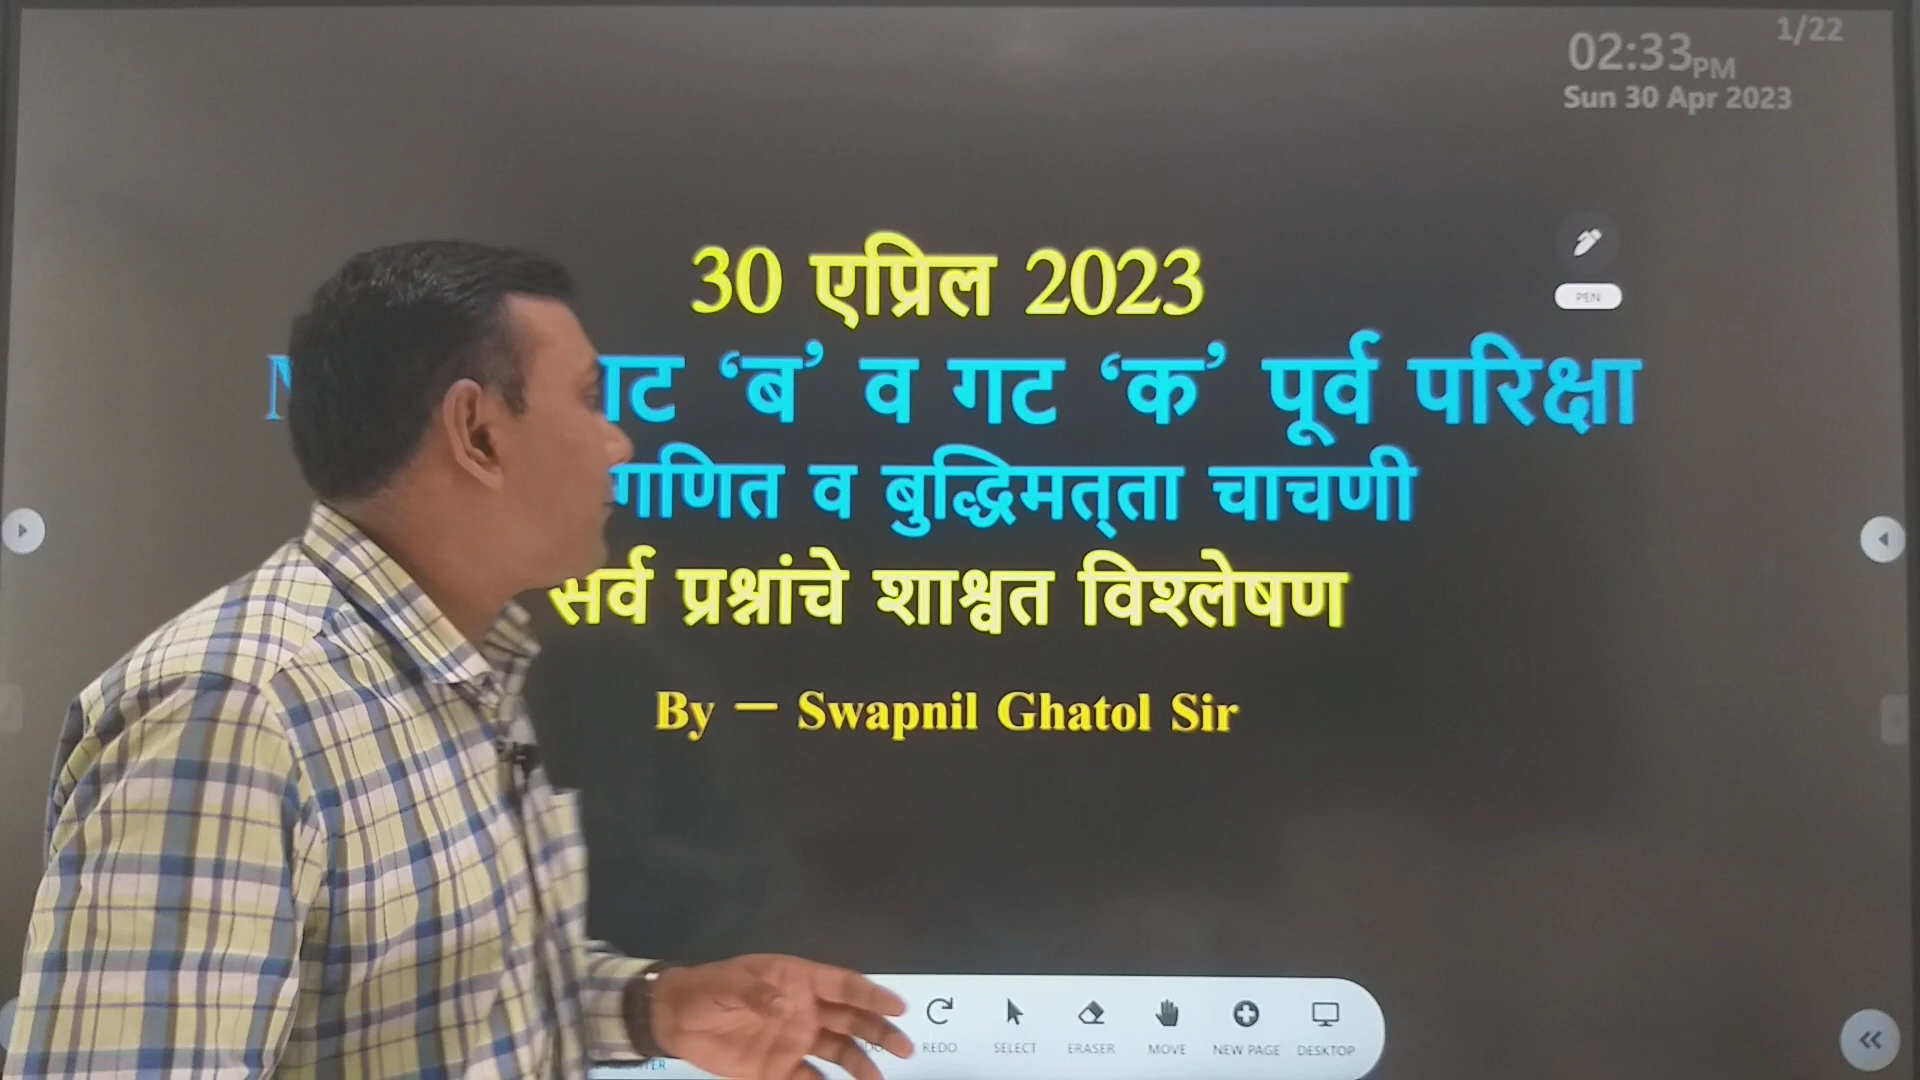 1/22
02:33PM
Sun 30 Apr 2023
30 एप्रिल 2023
PEN
‘ब’ व गट ‘क’ पूर्व परिक्षा
गणित व बुद्धिमत्‌ता चाचणी
सर्व प्रश्नांचे शाश्वत विश्लेषण
By – Swapnil Ghatol Sir
REDO SELECT ERASER MOVE NEW PAGE DESKTOP